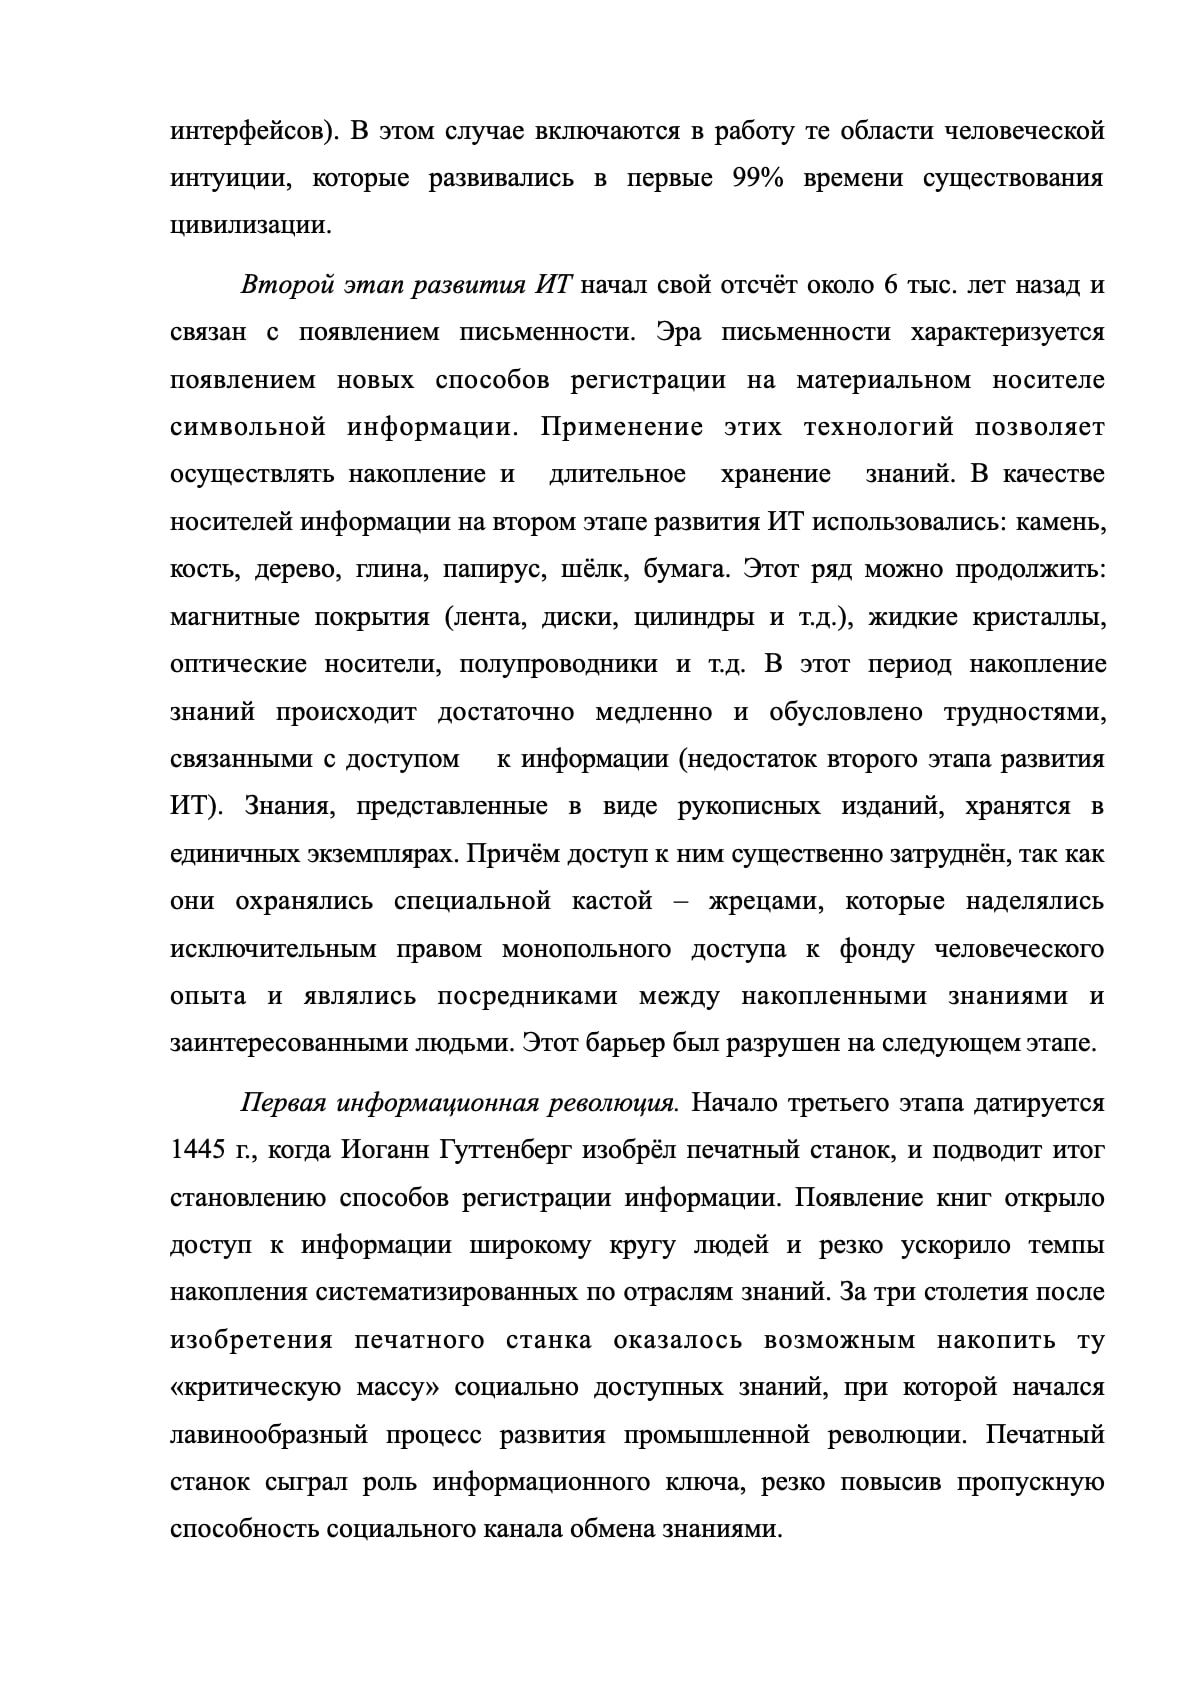 интерфейсов). В этом случае включаются в работу те области человеческой
интуиции, которые развивались в первые 99% времени существования
цивилизации.
Второй этап развития ИТ начал свой отсчёт около 6 тыс. лет назад и
связан с появлением письменности. Эра письменности характеризуется
появлением новых способов регистрации на материальном носителе
символьной информации. Применение этих технологий позволяет
осуществлять накопление и длительное хранение знаний. В качестве
носителей информации на втором этапе развития ИТ использовались: камень,
кость, дерево, глина, папирус, шёлк, бумага. Этот ряд можно продолжить:
магнитные покрытия (лента, диски, цилиндры и т.д.), жидкие кристаллы,
оптические носители, полупроводники и т.д. В этот период накопление
знаний происходит достаточно медленно и обусловлено трудностями,
связанными с доступом к информации (недостаток второго этапа развития
ИТ). Знания, представленные в виде рукописных изданий, хранятся в
единичных экземплярах. Причём доступ к ним существенно затруднён, так как
они охранялись специальной кастой – жрецами, которые наделялись
исключительным правом монопольного доступа к фонду человеческого
опыта и являлись посредниками между накопленными знаниями и
заинтересованными людьми. Этот барьер был разрушен на следующем этапе.
Первая информационная революция. Начало третьего этапа датируется
1445 г., когда Иоганн Гуттенберг изобрёл печатный станок, и подводит итог
становлению способов регистрации информации. Появление книг открыло
доступ к информации широкому кругу людей и резко ускорило темпы
накопления систематизированных по отраслям знаний. За три столетия после
изобретения печатного станка оказалось возможным накопить ту
«критическую массу» социально доступных знаний, при которой начался
лавинообразный процесс развития промышленной революции. Печатный
станок сыграл роль информационного ключа, резко повысив пропускную
способность социального канала обмена знаниями.